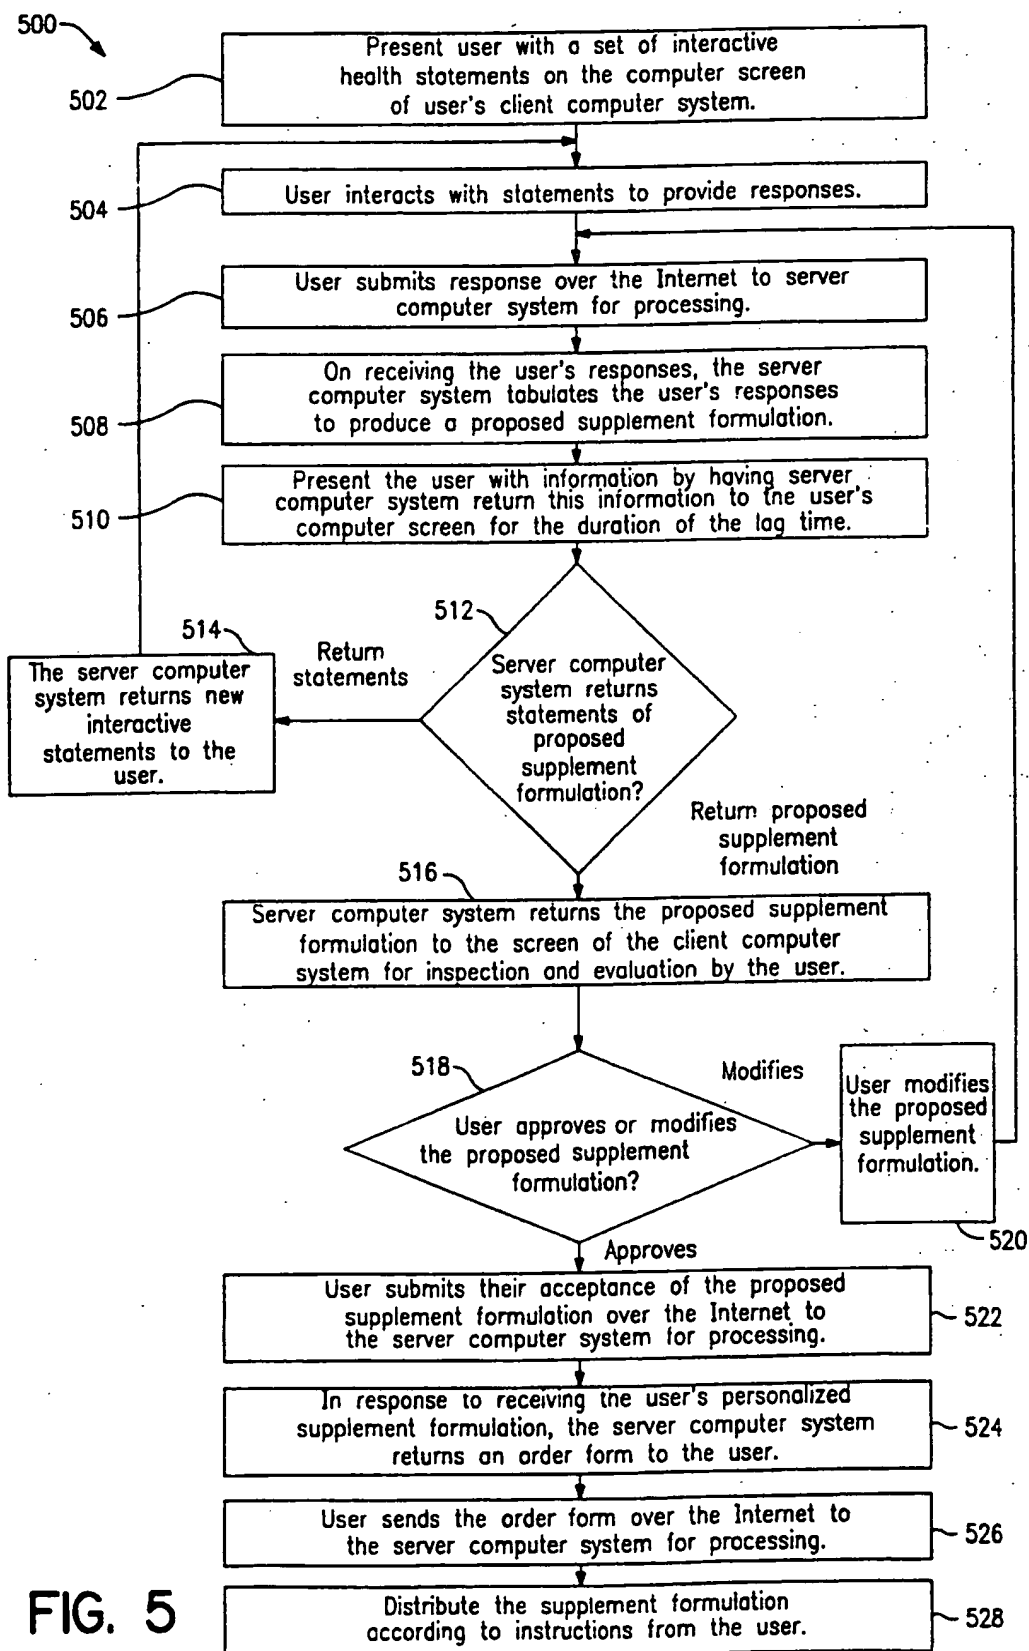 500
Present user with a set of interactive
health statements on the computer screen
of user's client computer system.
502
User interacts with statements to provide responses.
504
User submits response over the Internet to server
computer system for processing.
506
On receiving the user's responses, the server
computer system tabulates the user's responses
to produce a proposed supplement formulation.
508
Present the user with information by having server
computer system return this information to the user's
computer screen for the duration of the lag time.
510
512
Server computer
system returns
statements of
proposed
supplement
formulation?
Return
statements
514
The server computer
system returns new
interactive
statements to the
user.
Return proposed
supplement
formulation
516
Server computer system returns the proposed supplement
formulation to the screen of the client computer
system for inspection and evaluation by the user.
518
User approves or modifies
the proposed supplement
formulation?
Modifies
User modifies
the proposed
supplement
formulation.
520
Approves
User submits their acceptance of the proposed
supplement formulation over the Internet to
the server computer system for processing.
522
In response to receiving the user's personalized
supplement formulation, the server computer system
returns an order form to the user.
524
User sends the order form over the Internet to
the server computer system for processing.
526
Distribute the supplement formulation
according to instructions from the user.
528
FIG. 5